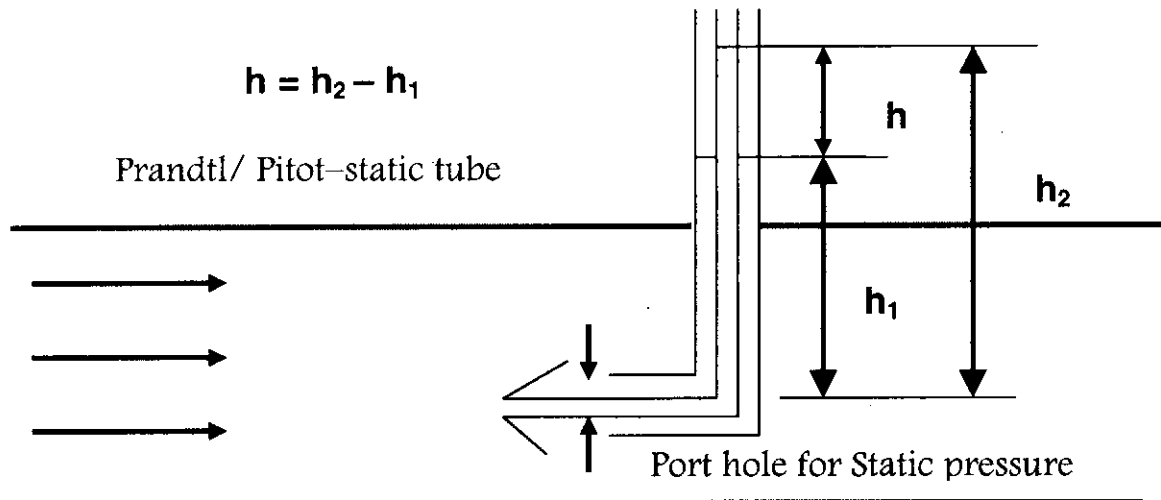 h = h₂ – h₁
Prandtl/ Pitot–static tube
h
h₂
h₁
Port hole for Static pressure